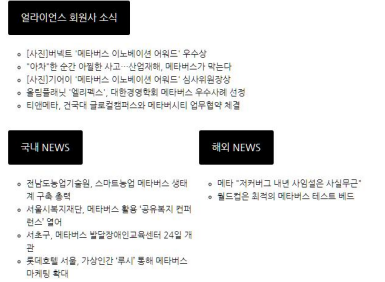 얼라이언스 회원사 소식
[사진]버넥트 '메타버스 이노베이션 어워드' 우수상
"아차"한 순간 아찔한 사고…산업재해, 메타버스가 막는다
[사진]기어이 '메타버스 이노베이션 어워드' 심사위원장상
올림플래닛 '엘리펙스', 대한경영학회 메타버스 우수사례 선정
티앤메타, 건국대 글로컬캠퍼스와 메타버시티 업무협약 체결
국내 NEWS
전남도농업기술원, 스마트농업 메타버스 생태
계 구축 총력
서울시복지재단, 메타버스 활용 '공유복지 컨퍼
런스' 열어
서초구, 메타버스 발달장애인교육센터 24일 개
관
롯데호텔 서울, 가상인간 '루시' 통해 메타버스
마케팅 확대
해외 NEWS
메타 "저커버그 내년 사임설은 사실무근"
월드컵은 최적의 메타버스 테스트 베드